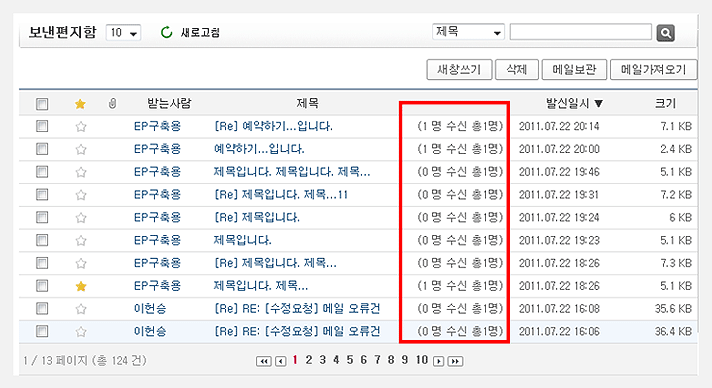 보낸편지함 10 새로고침 제목
새창쓰기 삭제 메일보관 메일가져오기
받는사람 제목 발신일시 ▼ 크기
EP구축용 [Re] 예약하기...입니다. (1 명 수신 총1명) 2011.07.22 20:14 7.1 KB
EP구축용 예약하기...입니다. (1 명 수신 총1명) 2011.07.22 20:00 2.4 KB
EP구축용 제목입니다. 제목입니다. 제목... (0 명 수신 총1명) 2011.07.22 19:46 5.1 KB
EP구축용 [Re] 제목입니다. 제목...11 (0 명 수신 총1명) 2011.07.22 19:31 7.2 KB
EP구축용 [Re] 제목입니다. (0 명 수신 총1명) 2011.07.22 19:24 6 KB
EP구축용 제목입니다. (0 명 수신 총1명) 2011.07.22 19:23 5.1 KB
EP구축용 [Re] 제목입니다. 제목... (0 명 수신 총1명) 2011.07.22 18:26 7.3 KB
EP구축용 제목입니다. 제목... (1 명 수신 총1명) 2011.07.22 18:26 5.1 KB
이헌승 [Re] RE: [수정요청] 메일 오류건 (0 명 수신 총1명) 2011.07.22 16:08 35.6 KB
이헌승 [Re] RE: [수정요청] 메일 오류건 (0 명 수신 총1명) 2011.07.22 16:06 36.4 KB
1 / 13 페이지 (총 124 건) 1 2 3 4 5 6 7 8 9 10